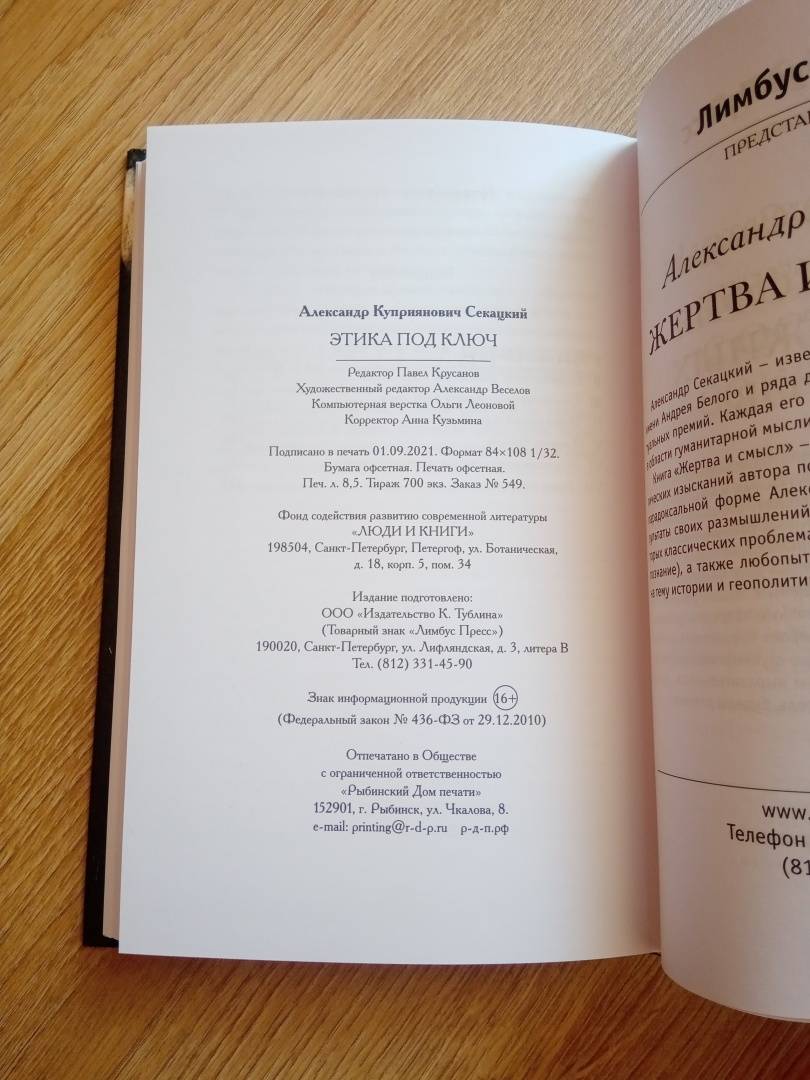 Александр Куприянович Секацкий
ЭТИКА ПОД КЛЮЧ
Редактор Павел Крусанов
Художественный редактор Александр Веселов
Компьютерная верстка Ольги Леоновой
Корректор Анна Кузьмина
Подписано в печать 01.09.2021. Формат 84×108 1/32.
Бумага офсетная. Печать офсетная.
Печ. л. 8,5. Тираж 700 экз. Заказ № 549.
Фонд содействия развитию современной литературы
«ЛЮДИ И КНИГИ»
198504, Санкт-Петербург, Петергоф, ул. Ботаническая,
д. 18, корп. 5, пом. 34
Издание подготовлено:
ООО «Издательство К. Тублина»
(Товарный знак «Лимбус Пресс»)
190020, Санкт-Петербург, ул. Лифляндская, д. 3, литера В
Тел. (812) 331-45-90
Знак информационной продукции 16+
(Федеральный закон № 436-ФЗ от 29.12.2010)
Отпечатано в Обществе
с ограниченной ответственностью
«Рыбинский Дом печати»
152901, г. Рыбинск, ул. Чкалова, 8.
e-mail: printing@r-d-p.ru р-д-п.рф
Лимбус
Александр
ЖЕРТВА
Александр Секацкий –
имени Андрея Белого и ряда
премий. Каждая его
области гуманитарной мысли
Книга «Жертва и смысл» –
изысканий автора
форме
своих размышлений
классических
а также
на тему истории и
www.
Телефон